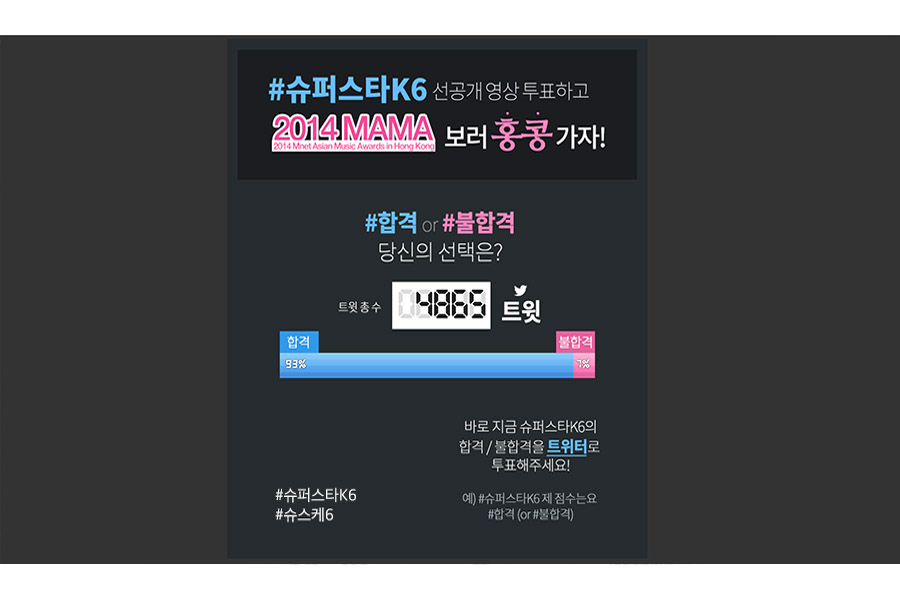 #슈퍼스타K6 선공개 영상 투표하고
2014 MAMA
2014 Mnet Asian Music Awards in Hong Kong
보러 홍콩 가자!
#합격 or #불합격
당신의 선택은?
트윗 총 수 4865 트윗
합격 불합격
93% 7%
바로 지금 슈퍼스타K6의
합격 / 불합격을 트위터로
투표해주세요!
#슈퍼스타K6
#슈스케6
예) #슈퍼스타K6 제 점수는요
#합격 (or #불합격)